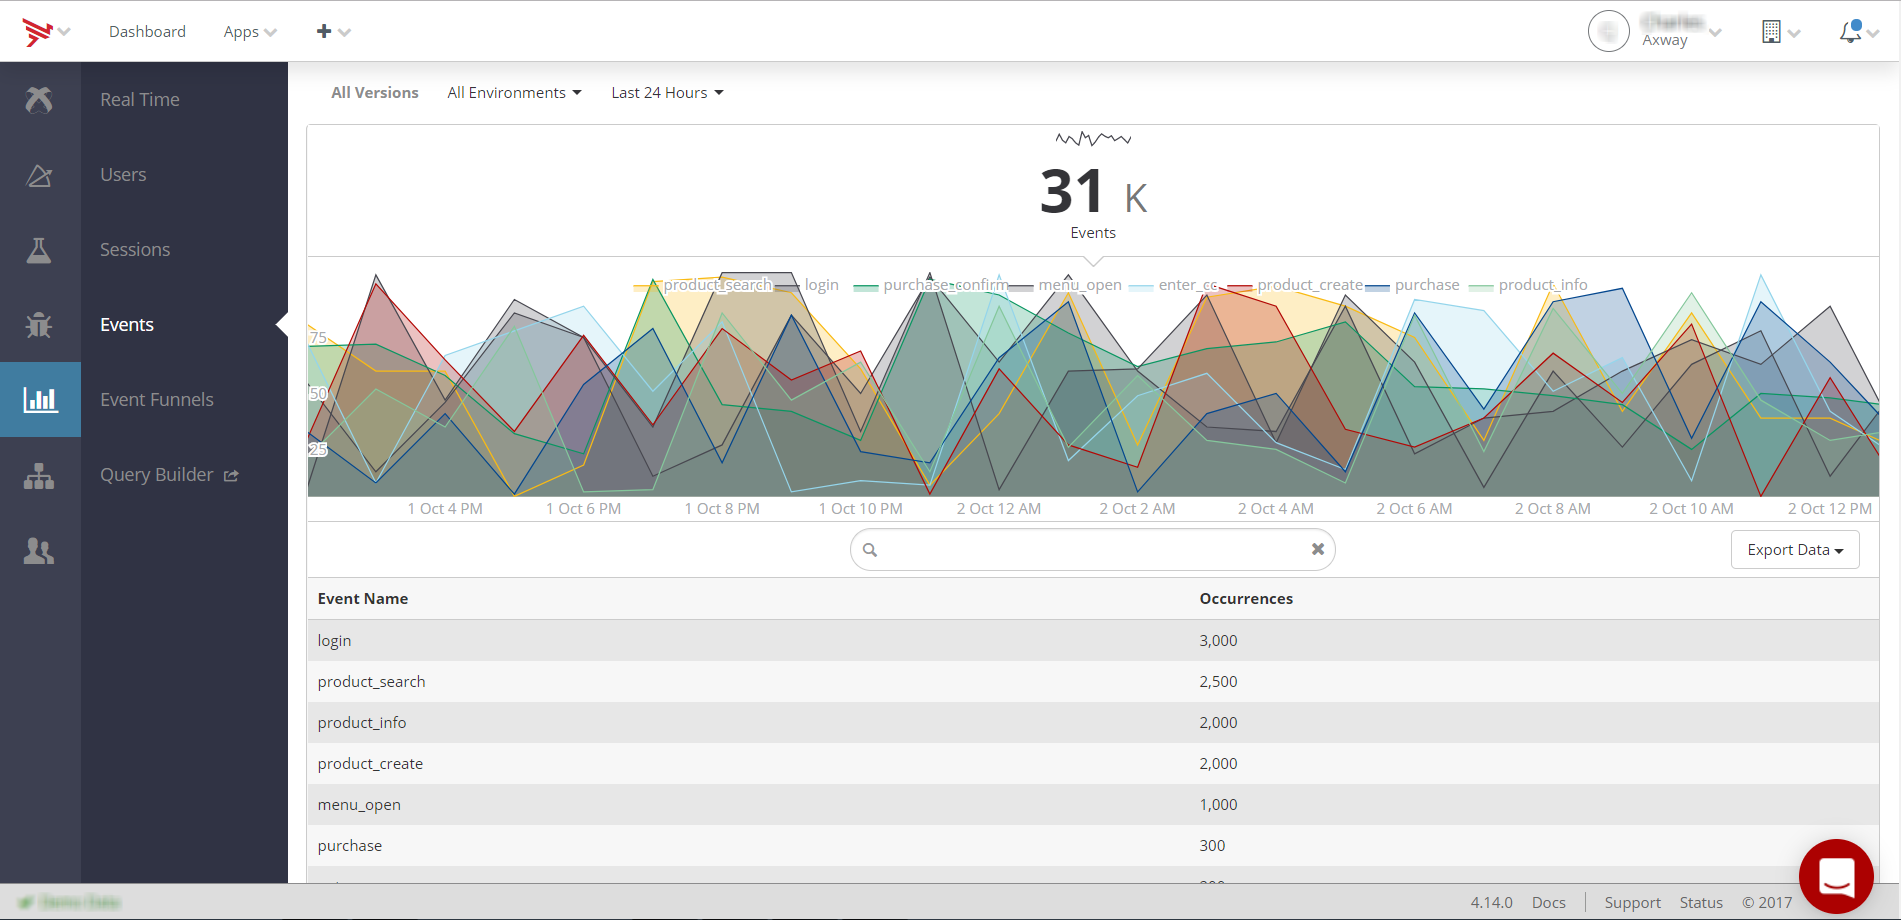 Dashboard Apps
Axway
Real Time
Users
Sessions
Events
Event Funnels
Query Builder
All Versions All Environments Last 24 Hours
31 K
Events
product_search login purchase_confirm menu_open enter_cc product_create purchase product_info
75
50
25
1 Oct 4 PM 1 Oct 6 PM 1 Oct 8 PM 1 Oct 10 PM 2 Oct 12 AM 2 Oct 2 AM 2 Oct 4 AM 2 Oct 6 AM 2 Oct 8 AM 2 Oct 10 AM 2 Oct 12 PM
Export Data
Event Name Occurrences
login 3,000
product_search 2,500
product_info 2,000
product_create 2,000
menu_open 1,000
purchase 300
4.14.0 Docs Support Status © 2017